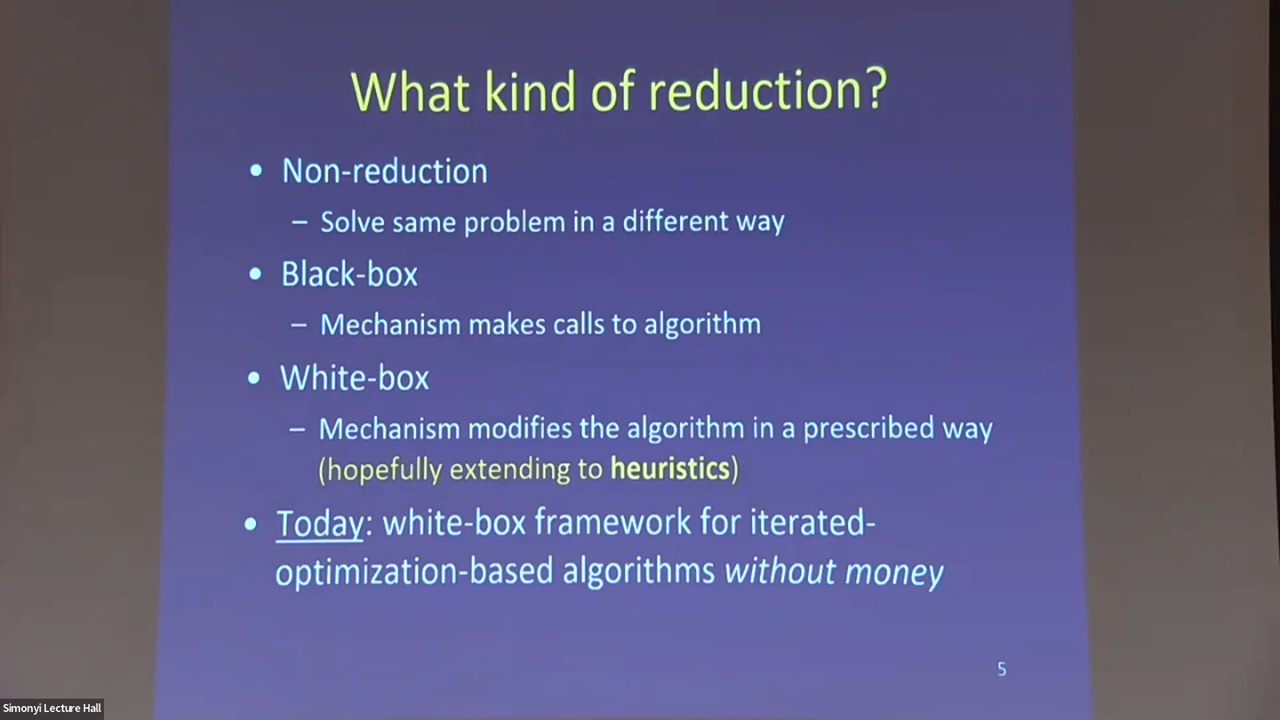 What kind of reduction?
• Non-reduction
– Solve same problem in a different way
• Black-box
– Mechanism makes calls to algorithm
• White-box
– Mechanism modifies the algorithm in a prescribed way
(hopefully extending to heuristics)
• Today: white-box framework for iterated-
optimization-based algorithms without money
5
Simonyi Lecture Hall